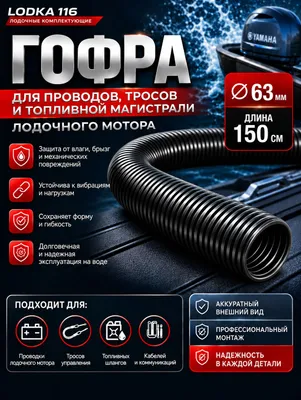 LODKA 116
ЛОДОЧНЫЕ КОМПЛЕКТУЮЩИЕ
YAMAHA
ГОФРА
ДЛЯ ПРОВОДОВ, ТРОСОВ
И ТОПЛИВНОЙ МАГИСТРАЛИ
ЛОДОЧНОГО МОТОРА
Ø 63 ММ
ДЛИНА
150 СМ
Защита от влаги, брызг
и механических
повреждений
Устойчива к вибрациям
и нагрузкам
Сохраняет форму
и гибкость
Долговечная
и надежная
эксплуатация на воде
ПОДХОДИТ ДЛЯ:
Проводки
лодочного мотора
Тросов
управления
Топливных
шлангов
Кабелей
и коммуникаций
АККУРАТНЫЙ
ВНЕШНИЙ ВИД
ПРОФЕССИОНАЛЬНЫЙ
МОНТАЖ
НАДЕЖНОСТЬ
В КАЖДОЙ ДЕТАЛИ